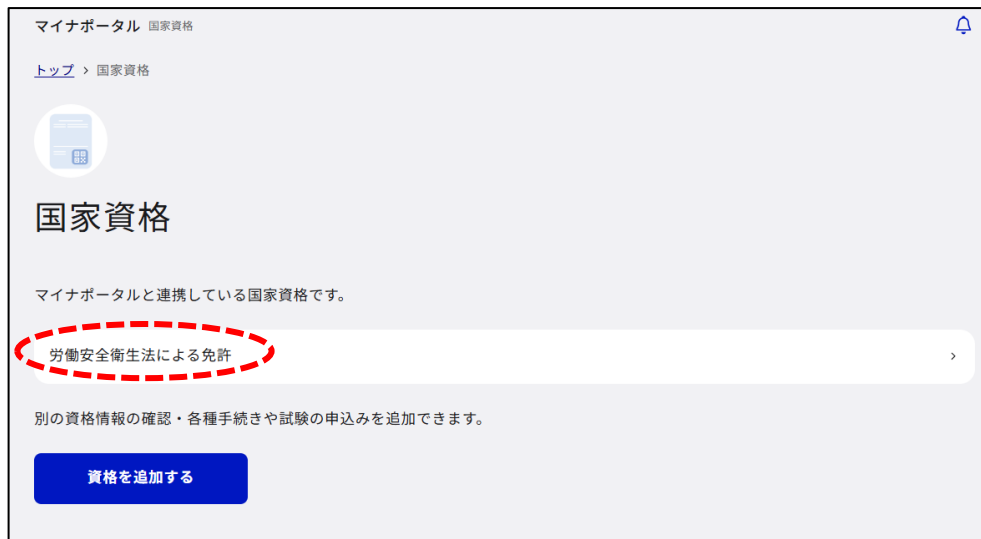 マイナポータル 国家資格
トップ › 国家資格
国家資格
マイナポータルと連携している国家資格です。
労働安全衛生法による免許 ›
別の資格情報の確認・各種手続きや試験の申込みを追加できます。
資格を追加する